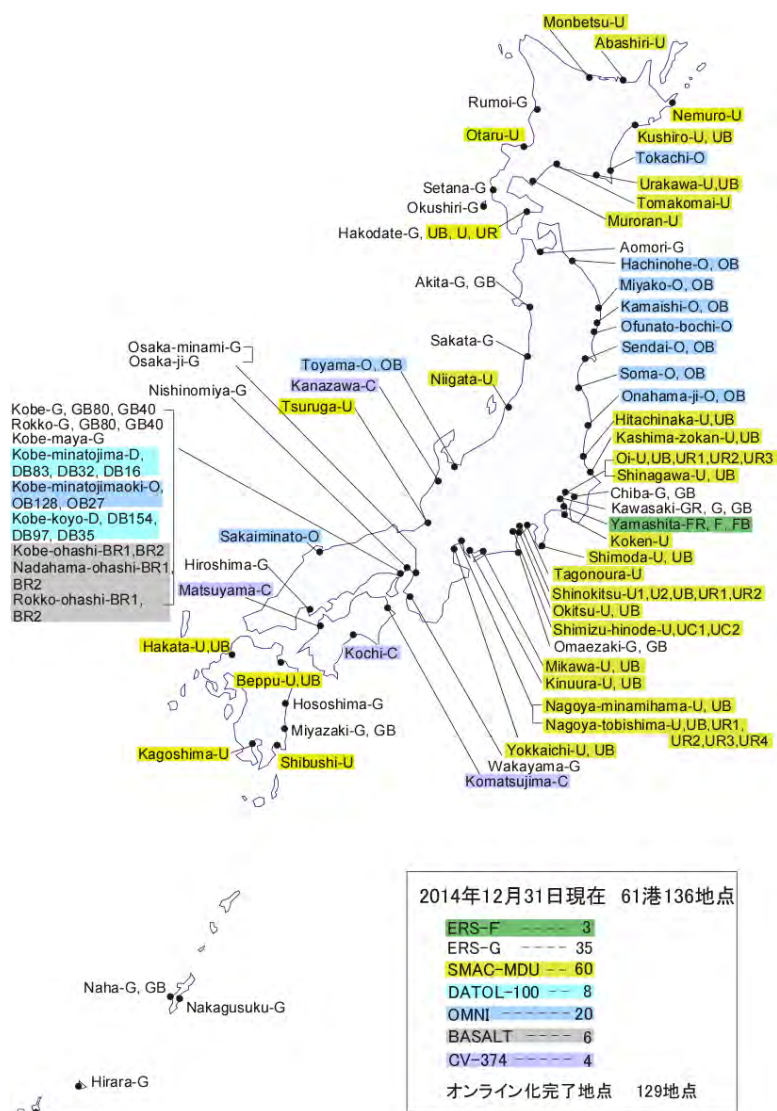 Monbetsu-U
Abashiri-U
Rumoi-G
Nemuro-U
Otaru-U
Kushiro-U, UB
Tokachi-O
Setana-G
Urakawa-U,UB
Okushiri-G
Tomakomai-U
Muroran-U
Hakodate-G, UB, U, UR
Aomori-G
Hachinohe-O, OB
Akita-G, GB
Miyako-O, OB
Kamaishi-O, OB
Ofunato-bochi-O
Osaka-minami-G
Osaka-ji-G
Sakata-G
Sendai-O, OB
Toyama-O, OB
Soma-O, OB
Nishinomiya-G
Kanazawa-C
Onahama-ji-O, OB
Tsuruga-U
Niigata-U
Kobe-G, GB80, GB40
Rokko-G, GB80, GB40
Kobe-maya-G
Kobe-minatojima-D,
DB83, DB32, DB16
Kobe-minatojimaoki-O,
OB128, OB27
Kobe-koyo-D, DB154,
DB97, DB35
Kobe-ohashi-BR1,BR2
Nadahama-ohashi-BR1,
BR2
Rokko-ohashi-BR1,
BR2
Hitachinaka-U,UB
Kashima-zokan-U,UB
Oi-U,UB,UR1,UR2,UR3
Shinagawa-U, UB
Chiba-G, GB
Kawasaki-GR, G, GB
Yamashita-FR, F, FB
Koken-U
Sakaiminato-O
Shimoda-U, UB
Hiroshima-G
Tagonoura-U
Matsuyama-C
Shinokitsu-U1, U2, UB, UR1, UR2
Okitsu-U, UB
Shimizu-hinode-U,UC1,UC2
Hakata-U,UB
Kochi-C
Omaezaki-G, GB
Beppu-U,UB
Mikawa-U, UB
Kinuura-U, UB
Hososhima-G
Nagoya-minamihama-U, UB
Miyazaki-G, GB
Nagoya-tobishima-U,UB,UR1,
UR2,UR3,UR4
Kagoshima-U
Shibushi-U
Yokkaichi-U, UB
Wakayama-G
Komatsujima-C
2014年12月31日現在 61港136地点
ERS-F ----- 3
ERS-G ----- 35
SMAC-MDU -- 60
DATOL-100 --- 8
OMNI ----- 20
BASALT ---- 6
CV-374 ---- 4
オンライン化完了地点 129地点
Naha-G, GB
Nakagusuku-G
Hirara-G